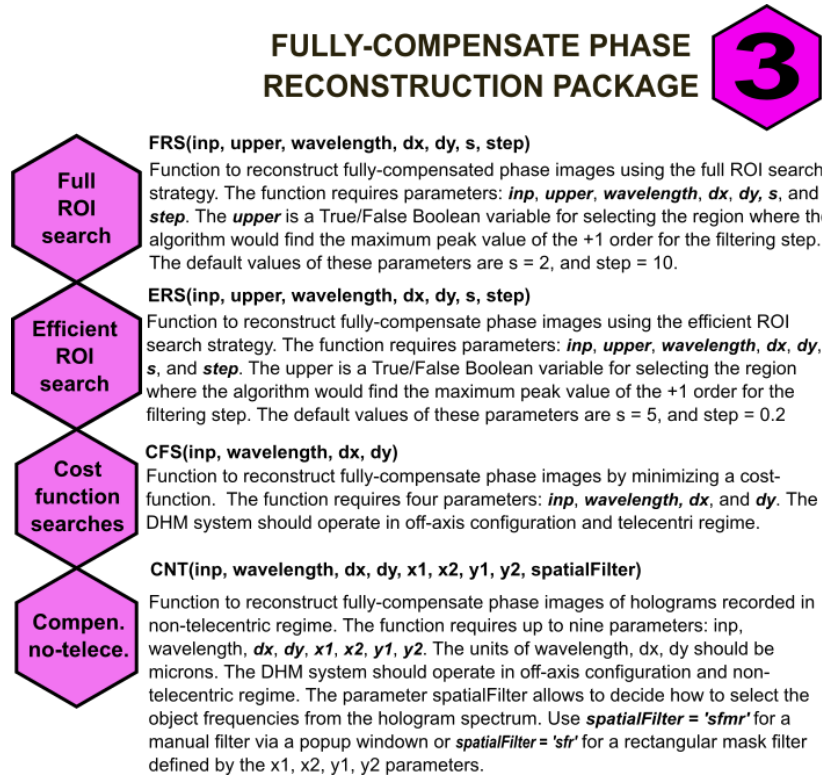 FULLY-COMPENSATE PHASE
RECONSTRUCTION PACKAGE
3
Full
ROI
search
FRS(inp, upper, wavelength, dx, dy, s, step)
Function to reconstruct fully-compensated phase images using the full ROI search
strategy. The function requires parameters: inp, upper, wavelength, dx, dy, s, and
step. The upper is a True/False Boolean variable for selecting the region where th
algorithm would find the maximum peak value of the +1 order for the filtering step.
The default values of these parameters are s = 2, and step = 10.
Efficient
ROI
search
ERS(inp, upper, wavelength, dx, dy, s, step)
Function to reconstruct fully-compensate phase images using the efficient ROI
search strategy. The function requires parameters: inp, upper, wavelength, dx, dy,
s, and step. The upper is a True/False Boolean variable for selecting the region
where the algorithm would find the maximum peak value of the +1 order for the
filtering step. The default values of these parameters are s = 5, and step = 0.2
Cost
function
searches
CFS(inp, wavelength, dx, dy)
Function to reconstruct fully-compensate phase images by minimizing a cost-
function. The function requires four parameters: inp, wavelength, dx, and dy. The
DHM system should operate in off-axis configuration and telecentri regime.
Compen.
no-telece.
CNT(inp, wavelength, dx, dy, x1, x2, y1, y2, spatialFilter)
Function to reconstruct fully-compensate phase images of holograms recorded in
non-telecentric regime. The function requires up to nine parameters: inp,
wavelength, dx, dy, x1, x2, y1, y2. The units of wavelength, dx, dy should be
microns. The DHM system should operate in off-axis configuration and non-
telecentric regime. The parameter spatialFilter allows to decide how to select the
object frequencies from the hologram spectrum. Use spatialFilter = 'sfmr' for a
manual filter via a popup windown or spatialFilter = 'sfr' for a rectangular mask filter
defined by the x1, x2, y1, y2 parameters.